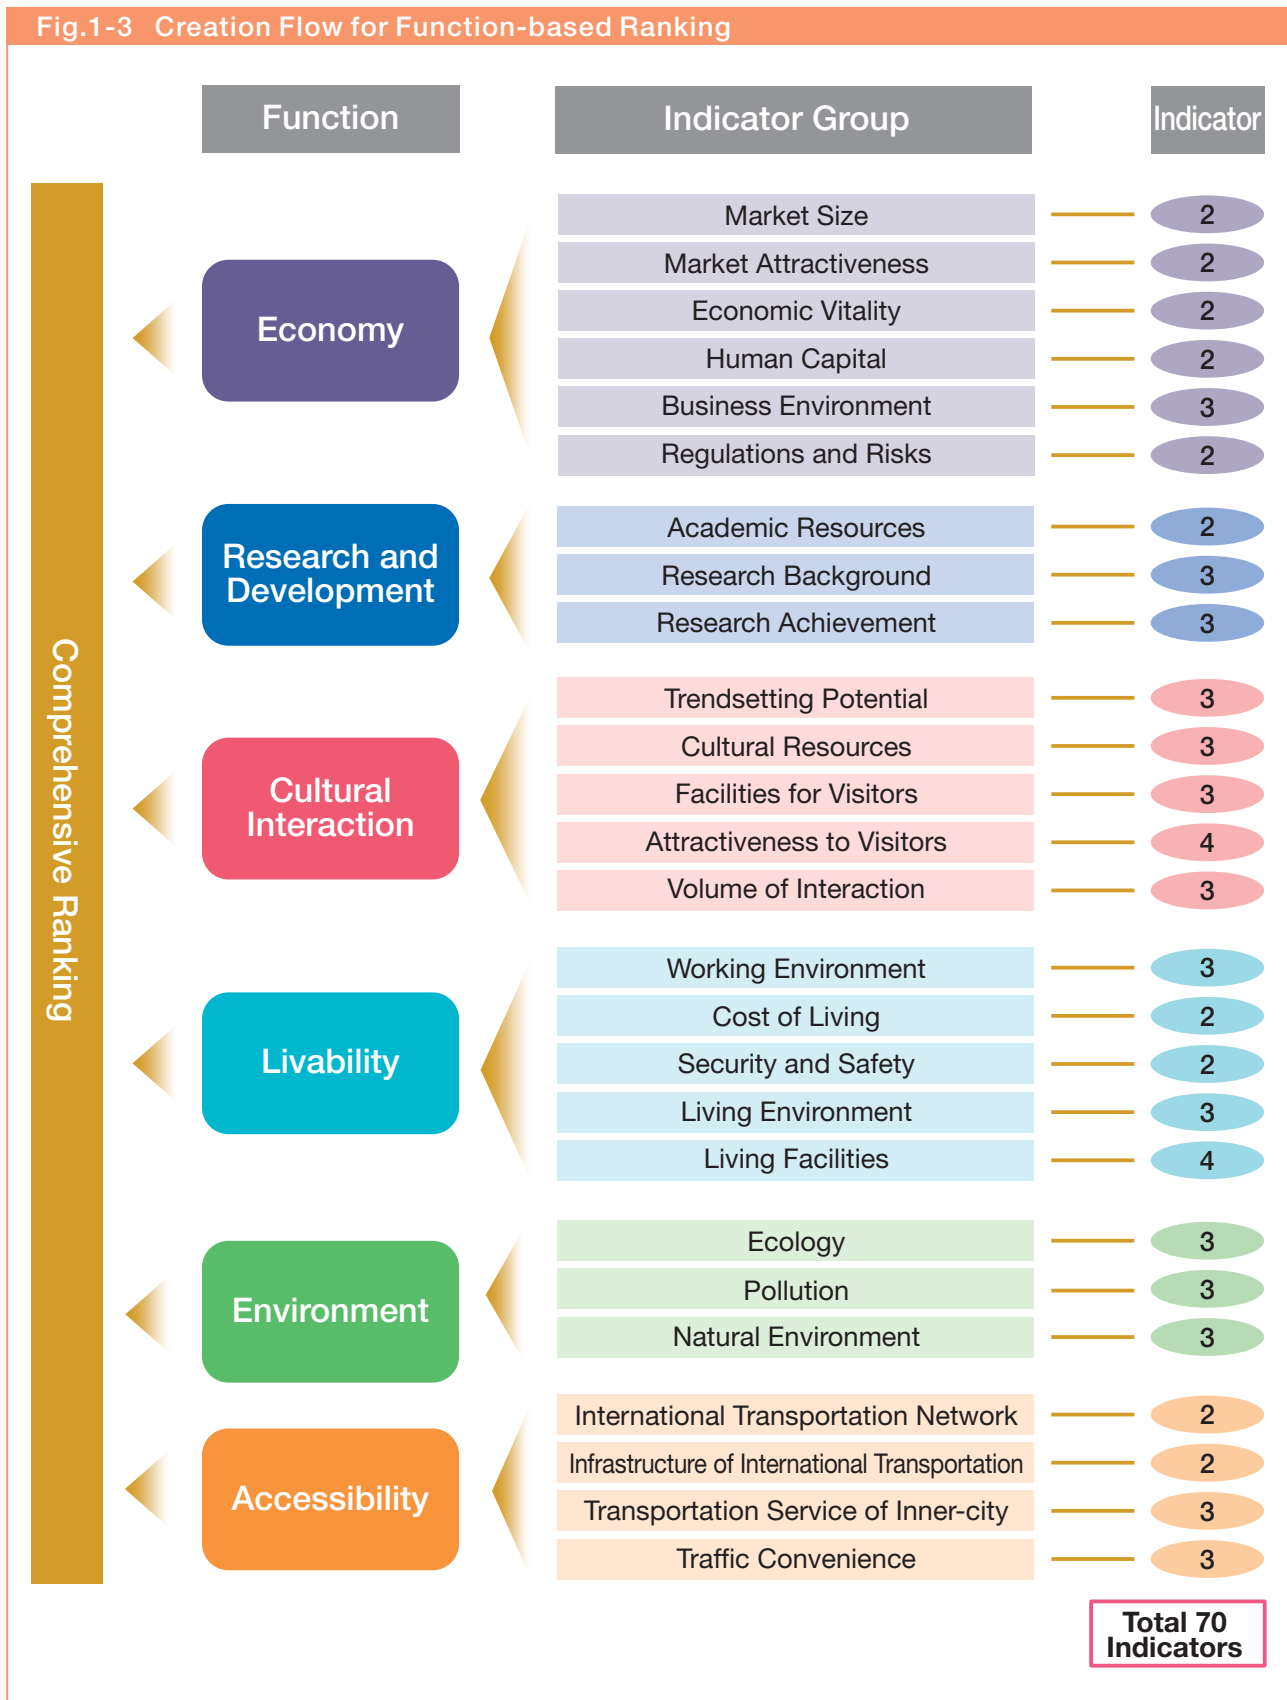 Fig.1-3 Creation Flow for Function-based Ranking
Function
Indicator Group
Indicator
Comprehensive Ranking
Economy
Market Size
2
Market Attractiveness
2
Economic Vitality
2
Human Capital
2
Business Environment
3
Regulations and Risks
2
Research and
Development
Academic Resources
2
Research Background
3
Research Achievement
3
Cultural
Interaction
Trendsetting Potential
3
Cultural Resources
3
Facilities for Visitors
3
Attractiveness to Visitors
4
Volume of Interaction
3
Livability
Working Environment
3
Cost of Living
2
Security and Safety
2
Living Environment
3
Living Facilities
4
Environment
Ecology
3
Pollution
3
Natural Environment
3
Accessibility
International Transportation Network
2
Infrastructure of International Transportation
2
Transportation Service of Inner-city
3
Traffic Convenience
3
Total 70
Indicators